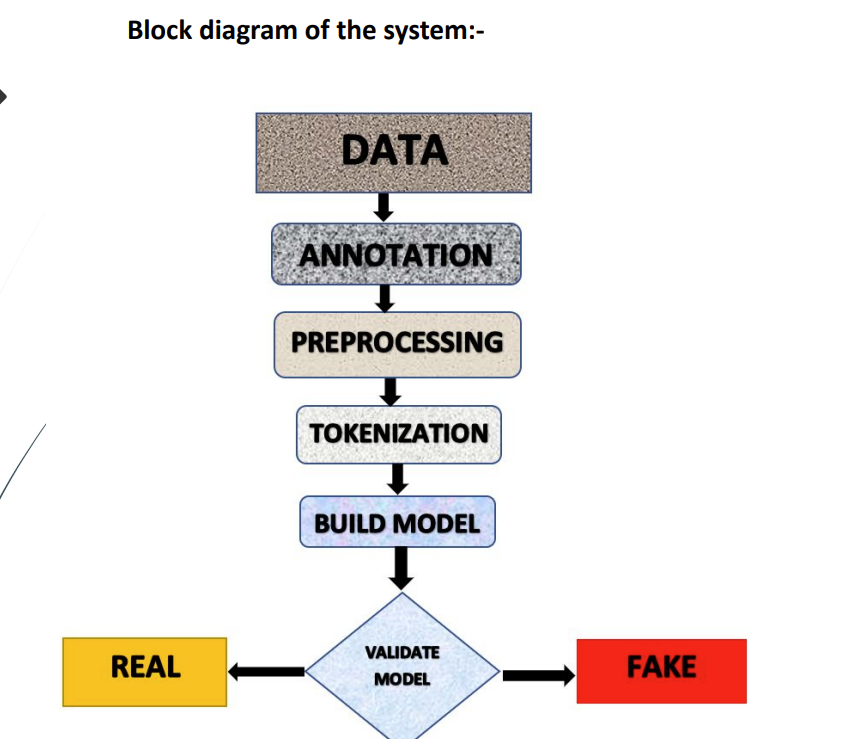 Block diagram of the system:-
DATA
ANNOTATION
PREPROCESSING
TOKENIZATION
BUILD MODEL
VALIDATE
MODEL
REAL
FAKE